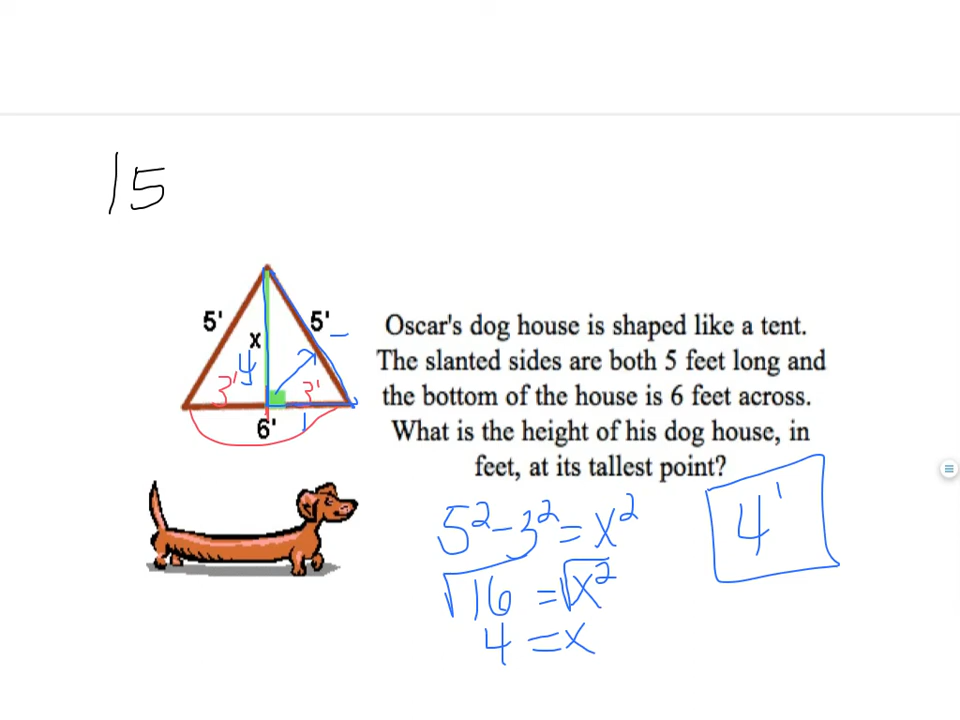 15
5'
5'
x
4
3'
3'
6'
Oscar's dog house is shaped like a tent.
The slanted sides are both 5 feet long and
the bottom of the house is 6 feet across.
What is the height of his dog house, in
feet, at its tallest point?
5² - 3² = x²
√16 = √x²
4 = x
4'